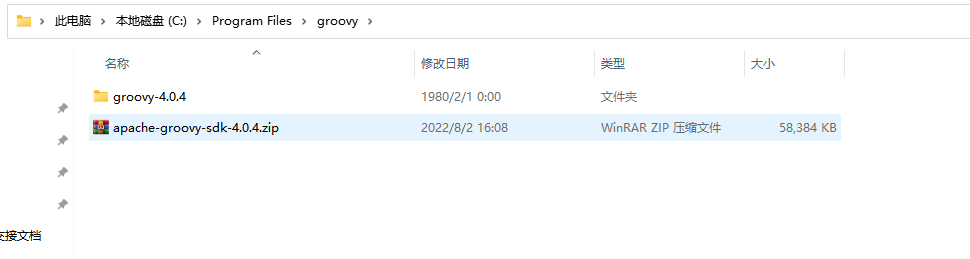 此电脑 > 本地磁盘 (C:) > Program Files > groovy >
名称 修改日期 类型 大小
groovy-4.0.4 1980/2/1 0:00 文件夹
apache-groovy-sdk-4.0.4.zip 2022/8/2 16:08 WinRAR ZIP 压缩文件 58,384 KB
接文档